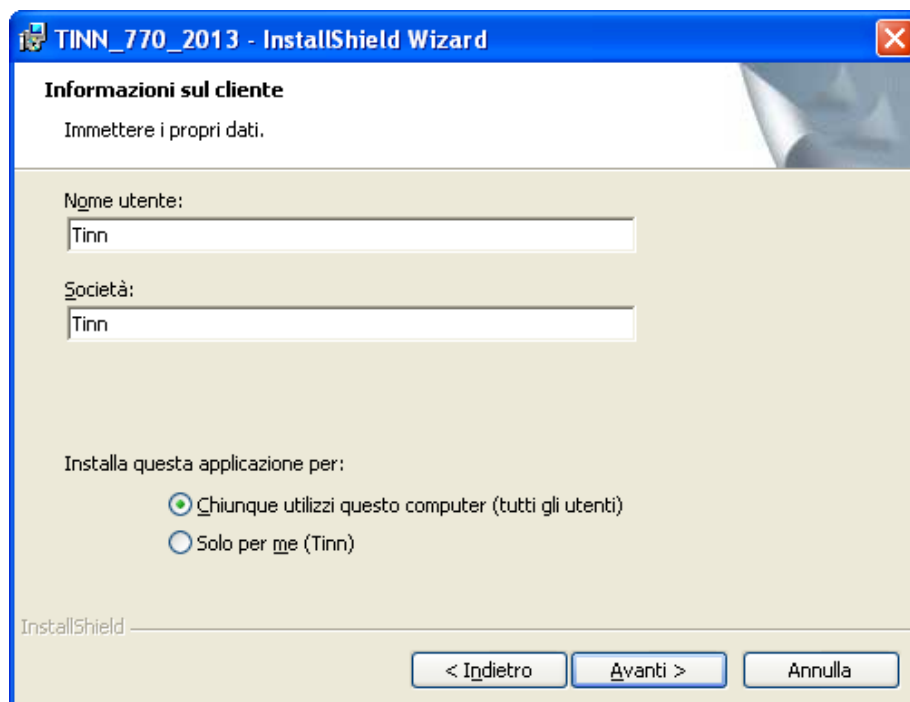 TINN_770_2013 - InstallShield Wizard
Informazioni sul cliente
Immettere i propri dati.
Nome utente:
Tinn
Società:
Tinn
Installa questa applicazione per:
Chiunque utilizzi questo computer (tutti gli utenti)
Solo per me (Tinn)
InstallShield
< Indietro Avanti > Annulla